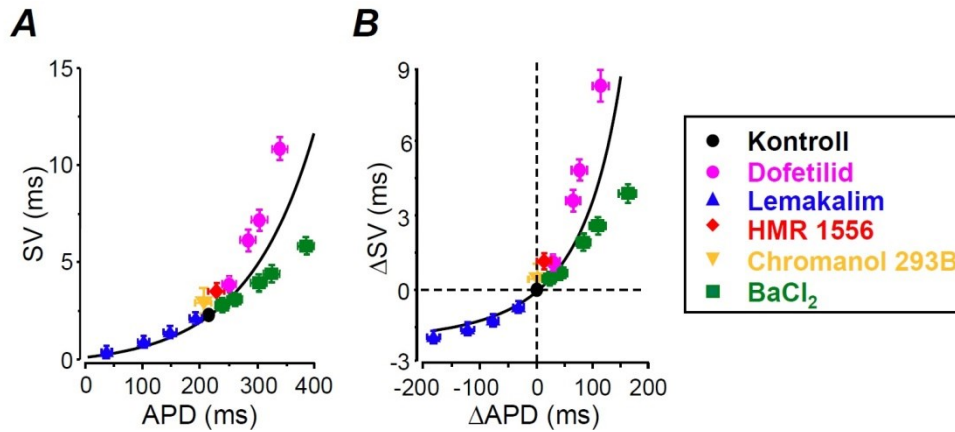 A
SV (ms)
15
10
5
0
0 100 200 300 400
APD (ms)
B
ΔSV (ms)
9
6
3
0
-3
-200 -100 0 100 200
ΔAPD (ms)
Kontroll
Dofetilid
Lemakalim
HMR 1556
Chromanol 293B
BaCl₂